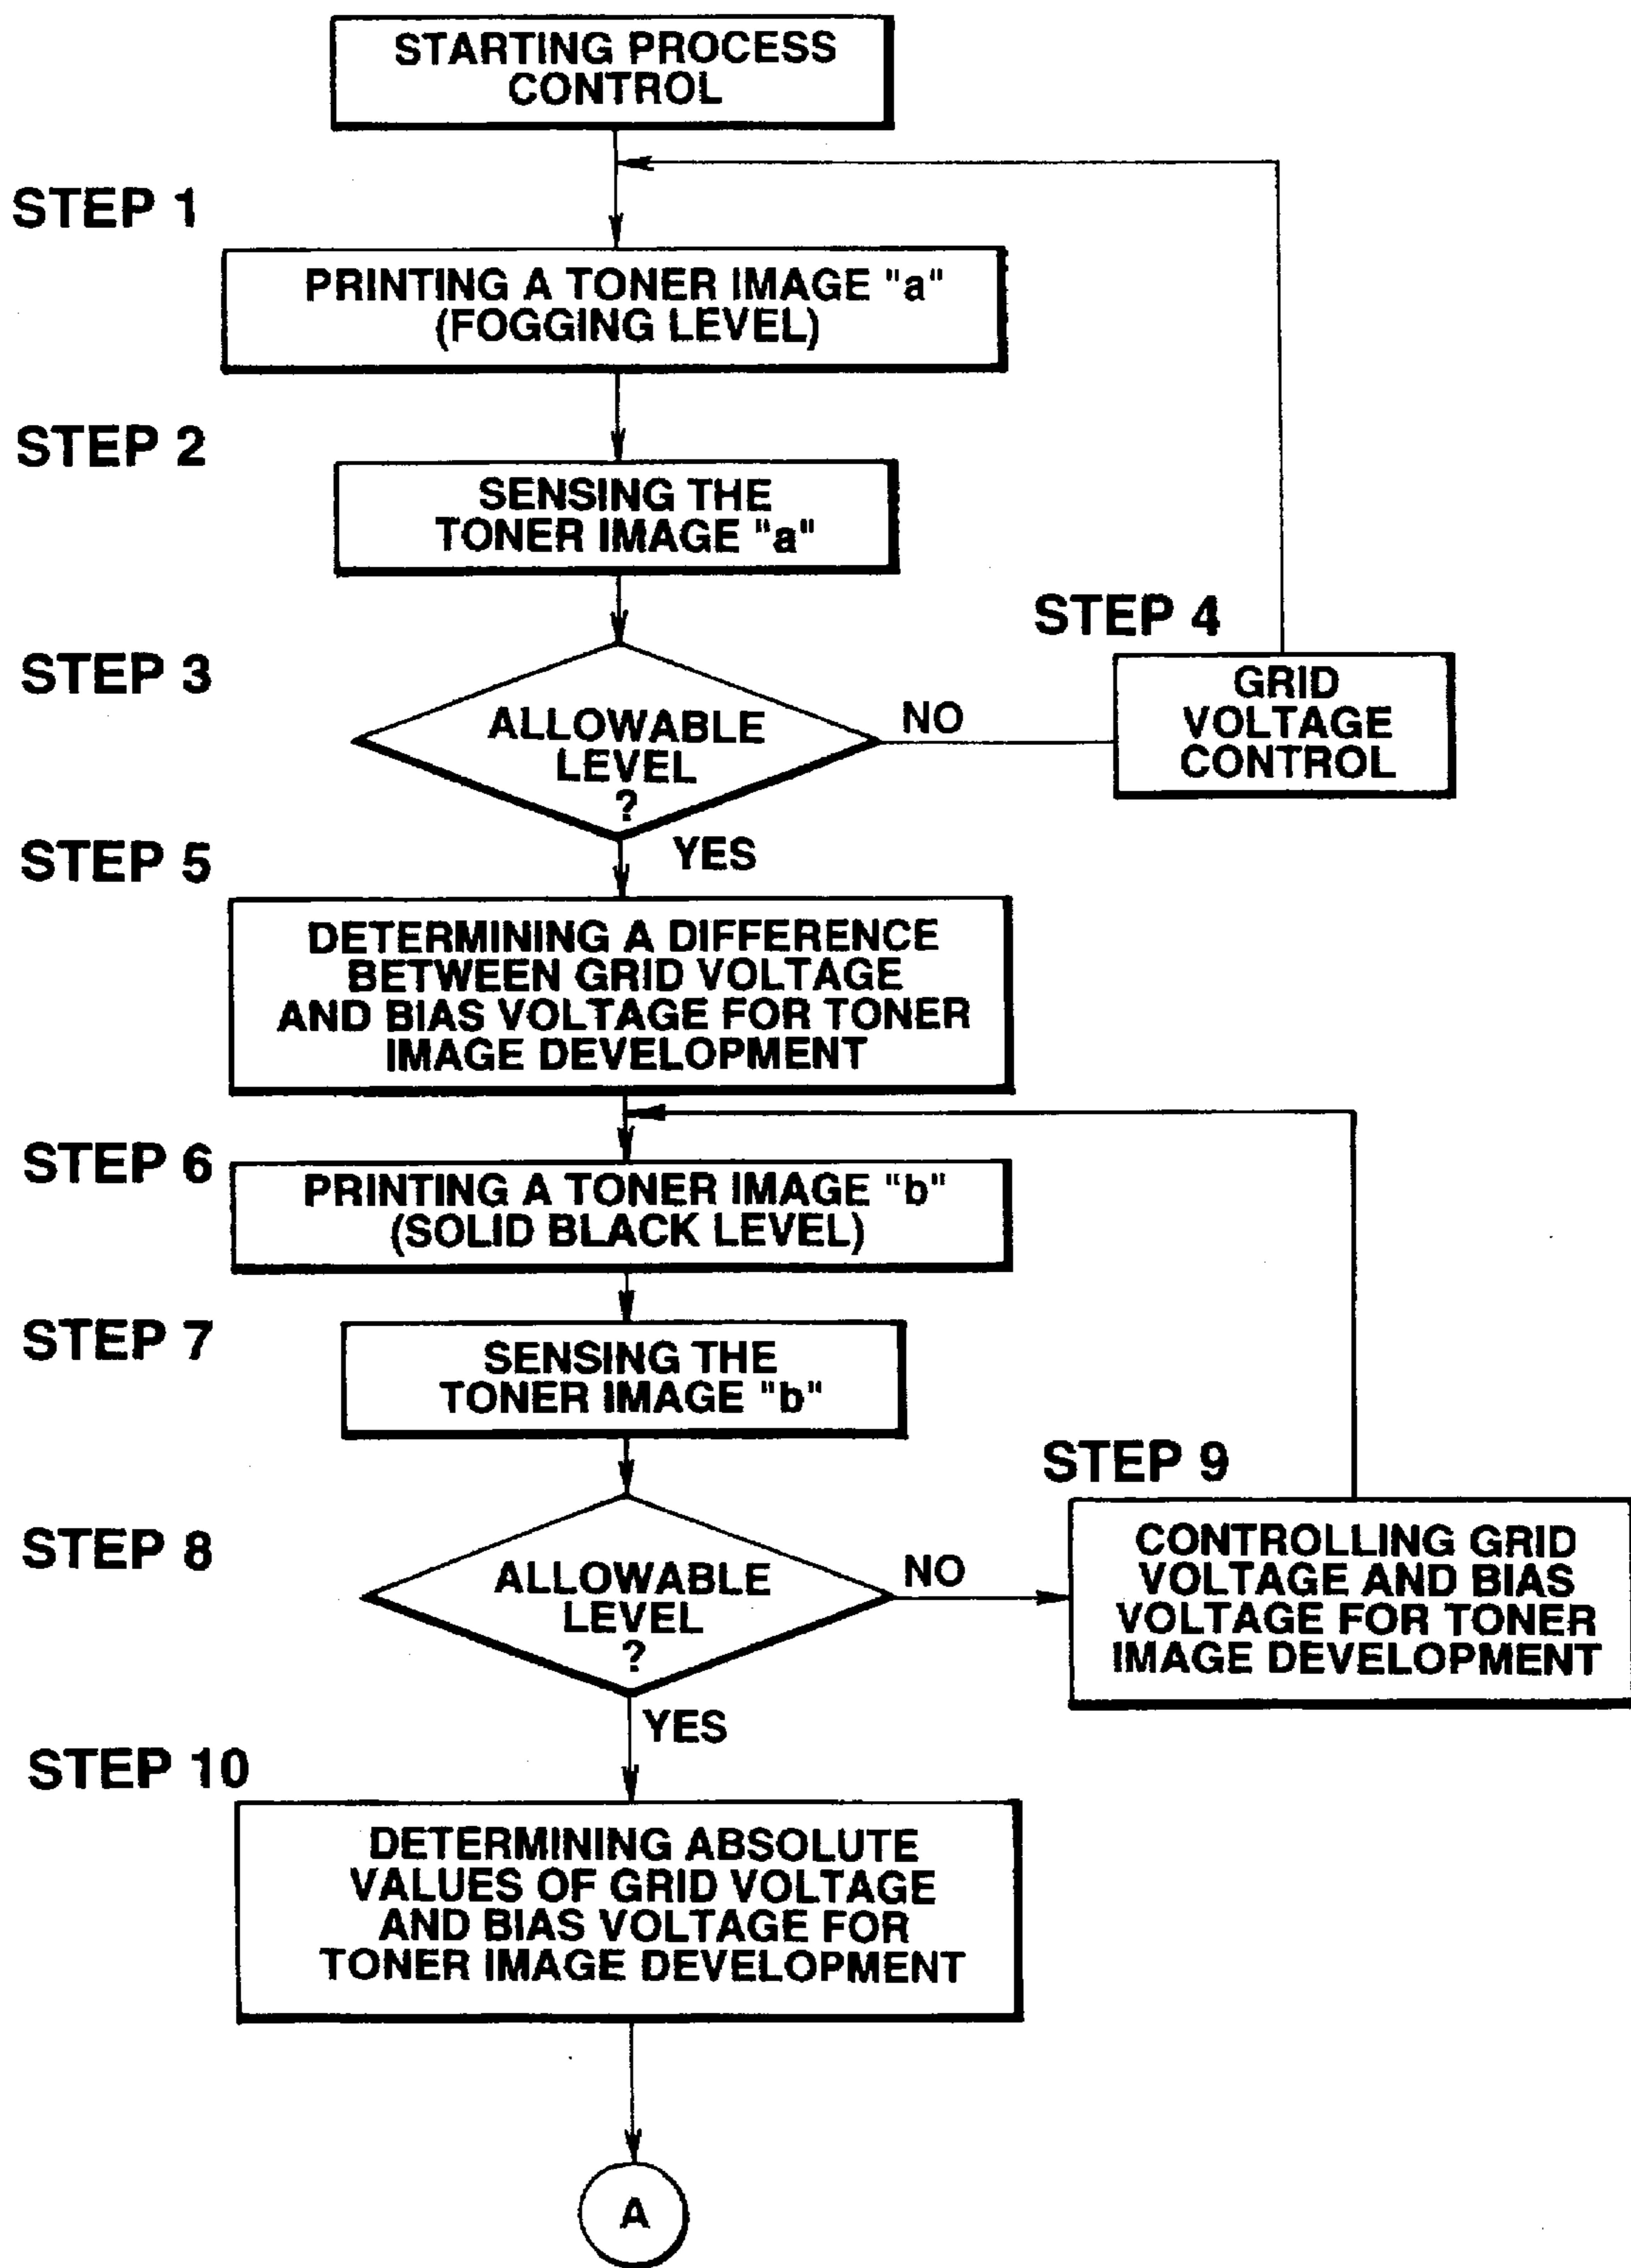 STARTING PROCESS
CONTROL
STEP 1
PRINTING A TONER IMAGE "a"
(FOGGING LEVEL)
STEP 2
SENSING THE
TONER IMAGE "a"
STEP 3
ALLOWABLE
LEVEL
?
NO
STEP 4
GRID
VOLTAGE
CONTROL
YES
STEP 5
DETERMINING A DIFFERENCE
BETWEEN GRID VOLTAGE
AND BIAS VOLTAGE FOR TONER
IMAGE DEVELOPMENT
STEP 6
PRINTING A TONER IMAGE "b"
(SOLID BLACK LEVEL)
STEP 7
SENSING THE
TONER IMAGE "b"
STEP 8
ALLOWABLE
LEVEL
?
NO
STEP 9
CONTROLLING GRID
VOLTAGE AND BIAS
VOLTAGE FOR TONER
IMAGE DEVELOPMENT
YES
STEP 10
DETERMINING ABSOLUTE
VALUES OF GRID VOLTAGE
AND BIAS VOLTAGE FOR
TONER IMAGE DEVELOPMENT
A